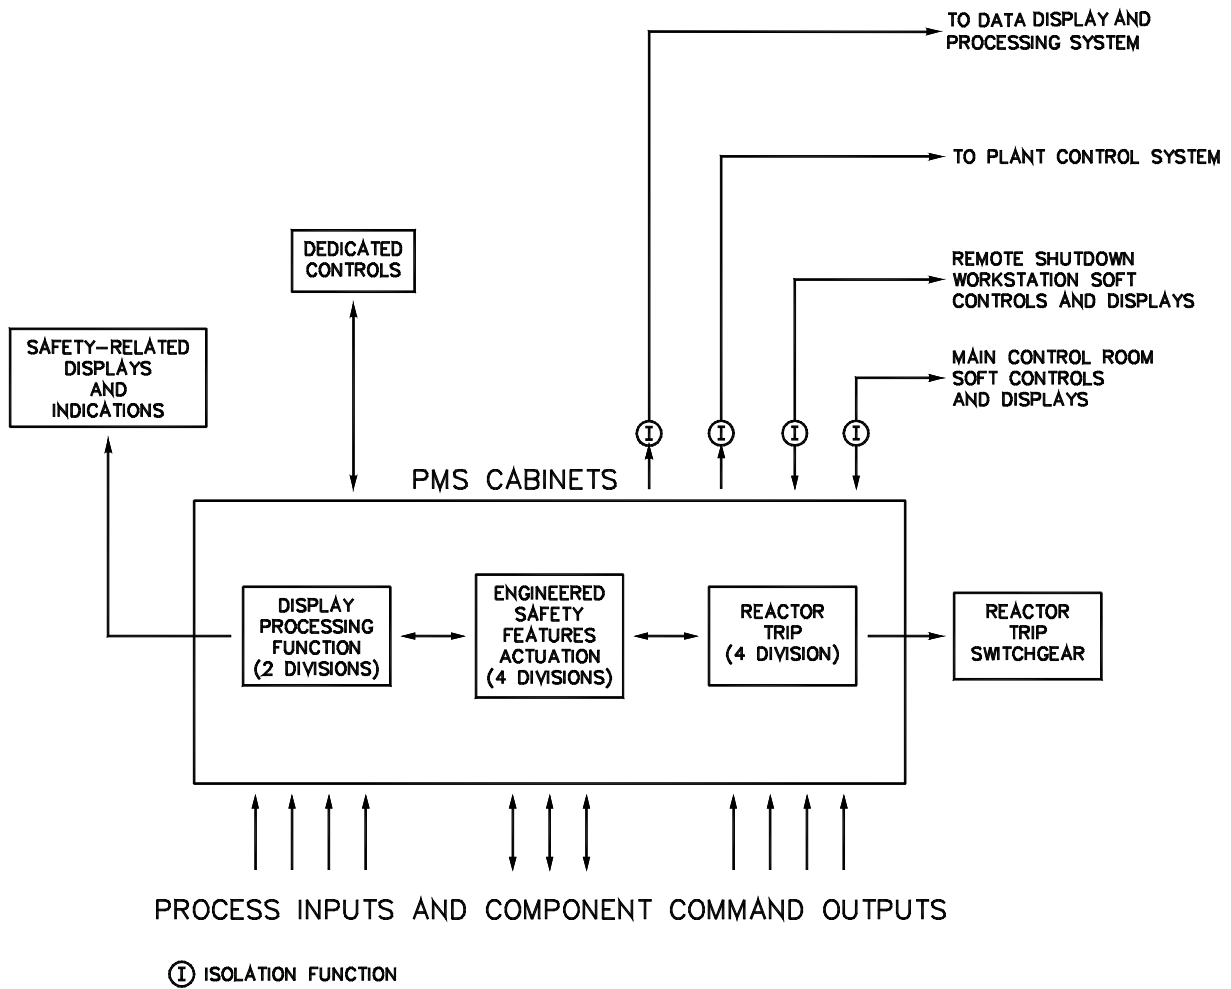 TO DATA DISPLAY AND
PROCESSING SYSTEM
TO PLANT CONTROL SYSTEM
DEDICATED
CONTROLS
REMOTE SHUTDOWN
WORKSTATION SOFT
CONTROLS AND DISPLAYS
SAFETY-RELATED
DISPLAYS
AND
INDICATIONS
MAIN CONTROL ROOM
SOFT CONTROLS
AND DISPLAYS
I
I
I
I
PMS CABINETS
DISPLAY
PROCESSING
FUNCTION
(2 DIVISIONS)
ENGINEERED
SAFETY
FEATURES
ACTUATION
(4 DIVISIONS)
REACTOR
TRIP
(4 DIVISION)
REACTOR
TRIP
SWITCHGEAR
PROCESS INPUTS AND COMPONENT COMMAND OUTPUTS
I ISOLATION FUNCTION